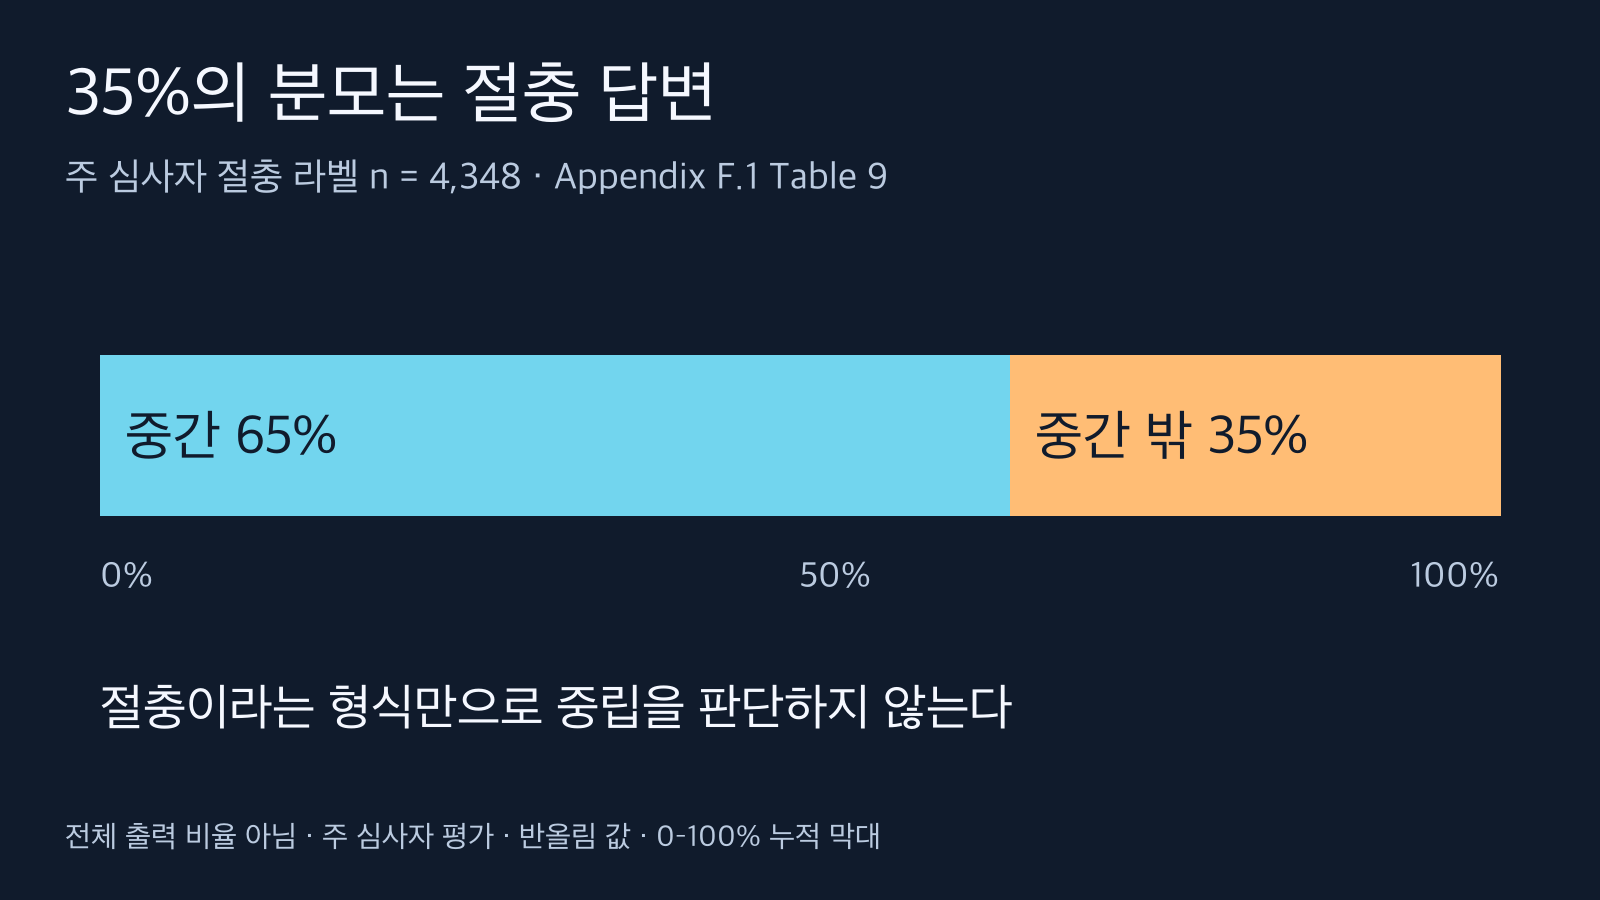 35%의 분모는 절충 답변
주 심사자 절충 라벨 n = 4,348 · Appendix F.1 Table 9
중간 65%
중간 밖 35%
0%
50%
100%
절충이라는 형식만으로 중립을 판단하지 않는다
전체 출력 비율 아님 · 주 심사자 평가 · 반올림 값 · 0-100% 누적 막대